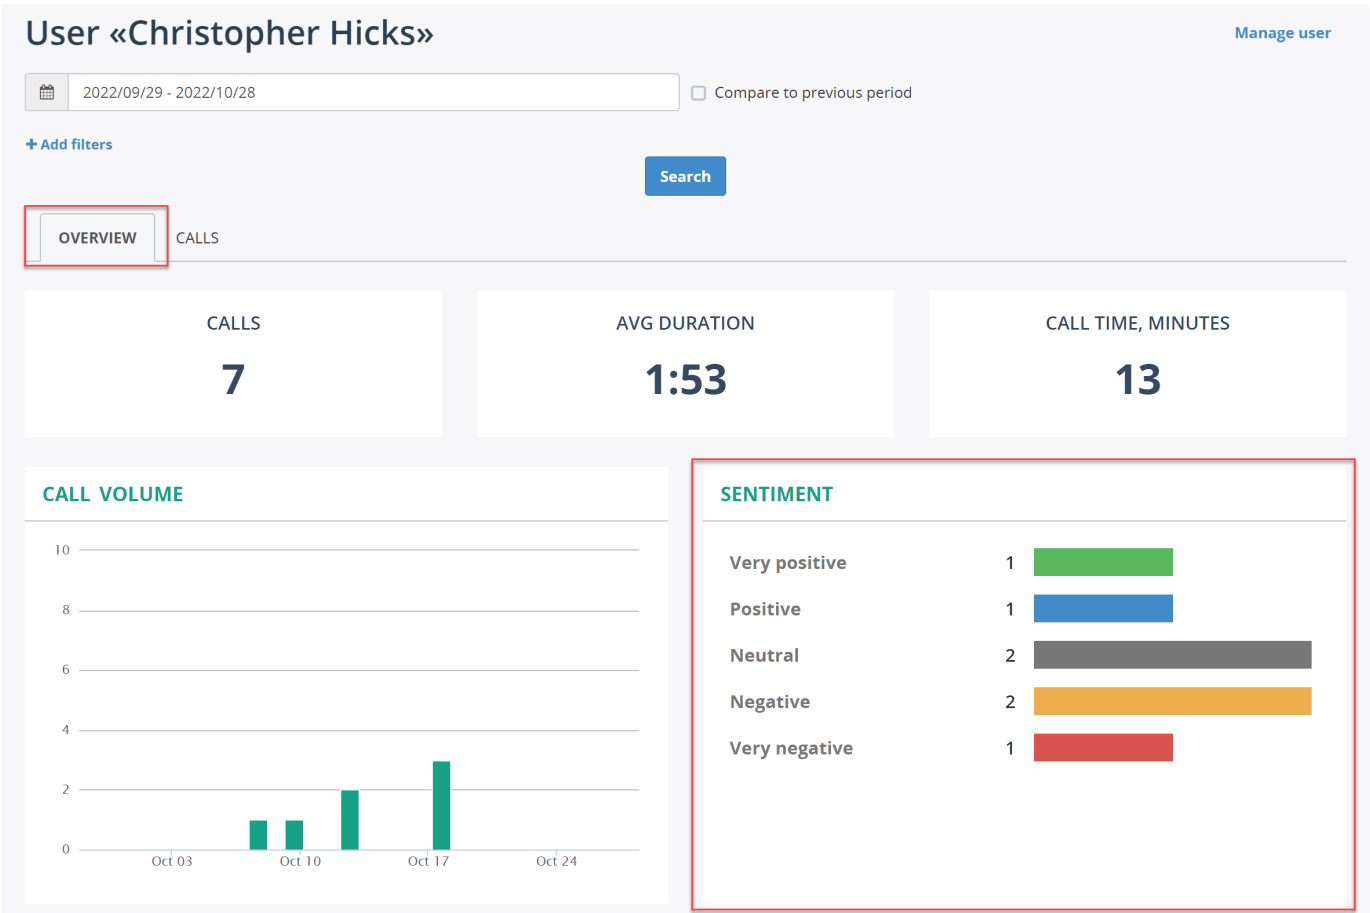 User «Christopher Hicks»
Manage user
2022/09/29 - 2022/10/28
Compare to previous period
+ Add filters
Search
OVERVIEW
CALLS
CALLS
7
AVG DURATION
1:53
CALL TIME, MINUTES
13
CALL VOLUME
10
8
6
4
2
0
Oct 03
Oct 10
Oct 17
Oct 24
SENTIMENT
Very positive 1
Positive 1
Neutral 2
Negative 2
Very negative 1